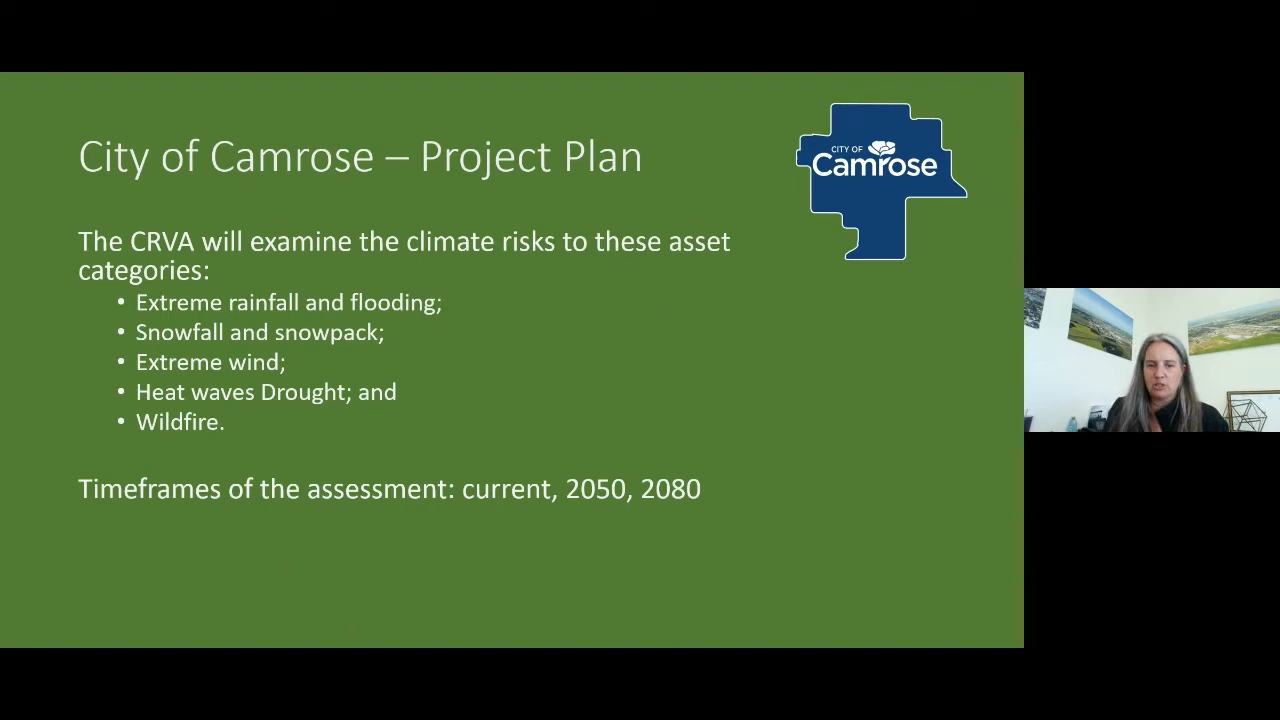 City of Camrose – Project Plan
CITY OF
Camrose
The CRVA will examine the climate risks to these asset
categories:
• Extreme rainfall and flooding;
• Snowfall and snowpack;
• Extreme wind;
• Heat waves Drought; and
• Wildfire.
Timeframes of the assessment: current, 2050, 2080